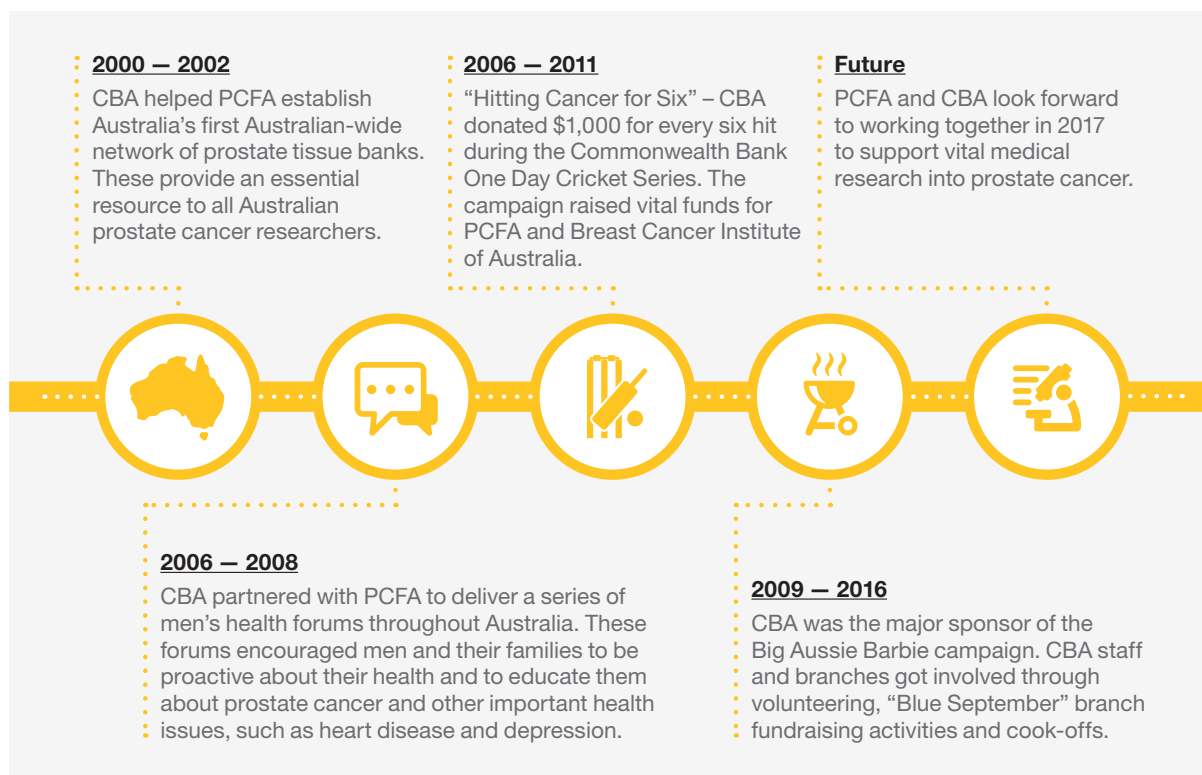 2000 — 2002
CBA helped PCFA establish
Australia’s first Australian-wide
network of prostate tissue banks.
These provide an essential
resource to all Australian
prostate cancer researchers.
2006 — 2011
“Hitting Cancer for Six” – CBA
donated $1,000 for every six hit
during the Commonwealth Bank
One Day Cricket Series. The
campaign raised vital funds for
PCFA and Breast Cancer Institute
of Australia.
Future
PCFA and CBA look forward
to working together in 2017
to support vital medical
research into prostate cancer.
2006 — 2008
CBA partnered with PCFA to deliver a series of
men’s health forums throughout Australia. These
forums encouraged men and their families to be
proactive about their health and to educate them
about prostate cancer and other important health
issues, such as heart disease and depression.
2009 — 2016
CBA was the major sponsor of the
Big Aussie Barbie campaign. CBA staff
and branches got involved through
volunteering, “Blue September” branch
fundraising activities and cook-offs.